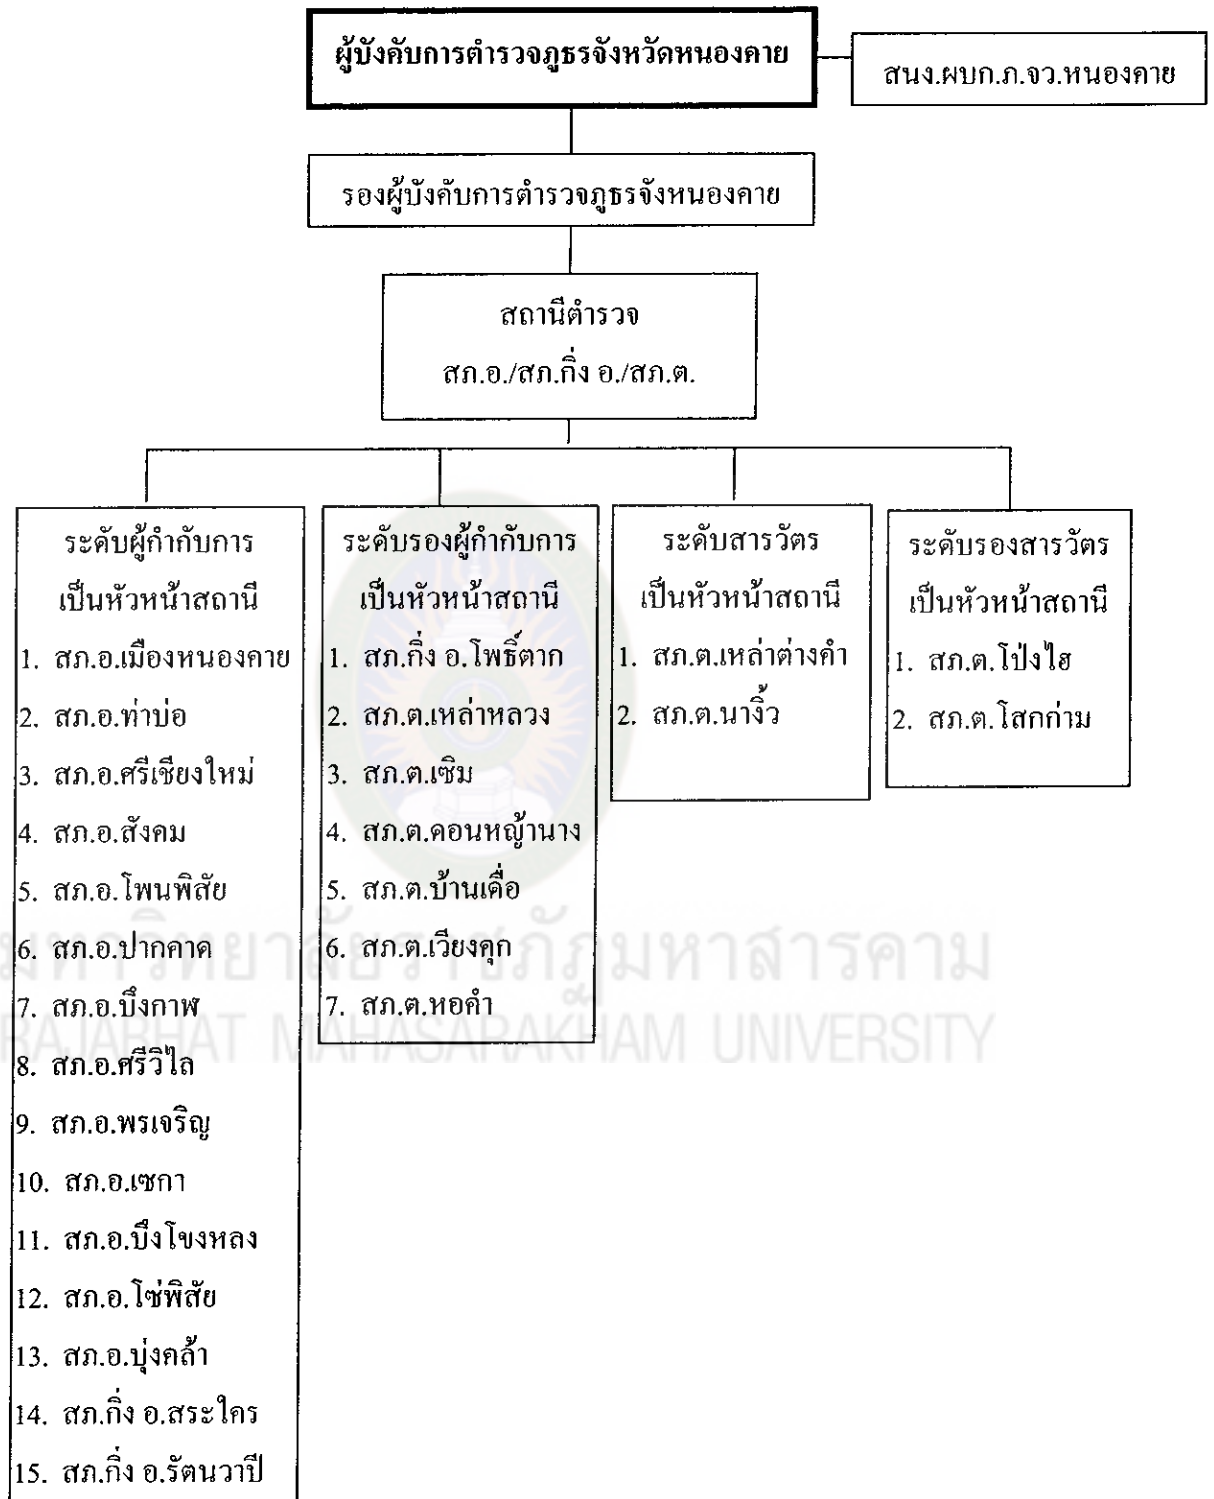 ผู้บังคับการตำรวจภูธรจังหวัดหนองคาย
สนง.ผบก.ภ.จว.หนองคาย
รองผู้บังคับการตำรวจภูธรจังหนองคาย
สถานีตำรวจ
สภ.อ./สภ.กิ่ง อ./สภ.ต.
ระดับผู้กำกับการ
เป็นหัวหน้าสถานี
1. สภ.อ.เมืองหนองคาย
2. สภ.อ.ท่าบ่อ
3. สภ.อ.ศรีเชียงใหม่
4. สภ.อ.สังคม
5. สภ.อ.โพนพิสัย
6. สภ.อ.ปากคาด
7. สภ.อ.บึงกาฬ
8. สภ.อ.ศรีวิไล
9. สภ.อ.พรเจริญ
10. สภ.อ.เซกา
11. สภ.อ.บึงโขงหลง
12. สภ.อ.โซ่พิสัย
13. สภ.อ.บุ่งคล้า
14. สภ.กิ่ง อ.สระใคร
15. สภ.กิ่ง อ.รัตนวาปี
ระดับรองผู้กำกับการ
เป็นหัวหน้าสถานี
1. สภ.กิ่ง อ.โพธิ์ตาก
2. สภ.ต.เหล่าหลวง
3. สภ.ต.เซิม
4. สภ.ต.ดอนหญ้านาง
5. สภ.ต.บ้านเดื่อ
6. สภ.ต.เวียงคุก
7. สภ.ต.หอคำ
ระดับสารวัตร
เป็นหัวหน้าสถานี
1. สภ.ต.เหล่าต่างคำ
2. สภ.ต.นางิ้ว
ระดับรองสารวัตร
เป็นหัวหน้าสถานี
1. สภ.ต.โป่งไฮ
2. สภ.ต.โสกก่าม
มหาวิทยาลัยราชภัฏมหาสารคาม
RAJABHAT MAHASARAKHAM UNIVERSITY